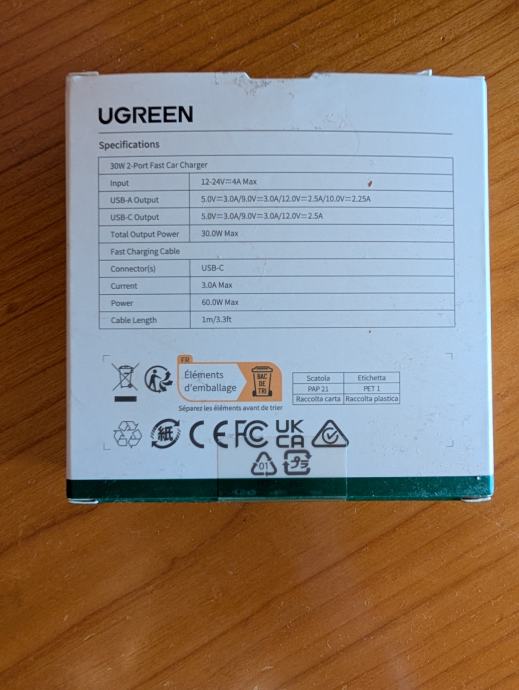 UGREEN
Specifications
30W 2-Port Fast Car Charger
Input 12-24V⎓4A Max
USB-A Output 5.0V⎓3.0A/9.0V⎓3.0A/12.0V⎓2.5A/10.0V⎓2.25A
USB-C Output 5.0V⎓3.0A/9.0V⎓3.0A/12.0V⎓2.5A
Total Output Power 30.0W Max
Fast Charging Cable
Connector(s) USB-C
Current 3.0A Max
Power 60.0W Max
Cable Length 1m/3.3ft
FR
Éléments
d'emballage
BAC
DE
TRI
Séparez les éléments avant de trier
Scatola Etichetta
PAP 21 PET 1
Raccolta carta Raccolta plastica
紙 CE FC UK
CA
01 プラ